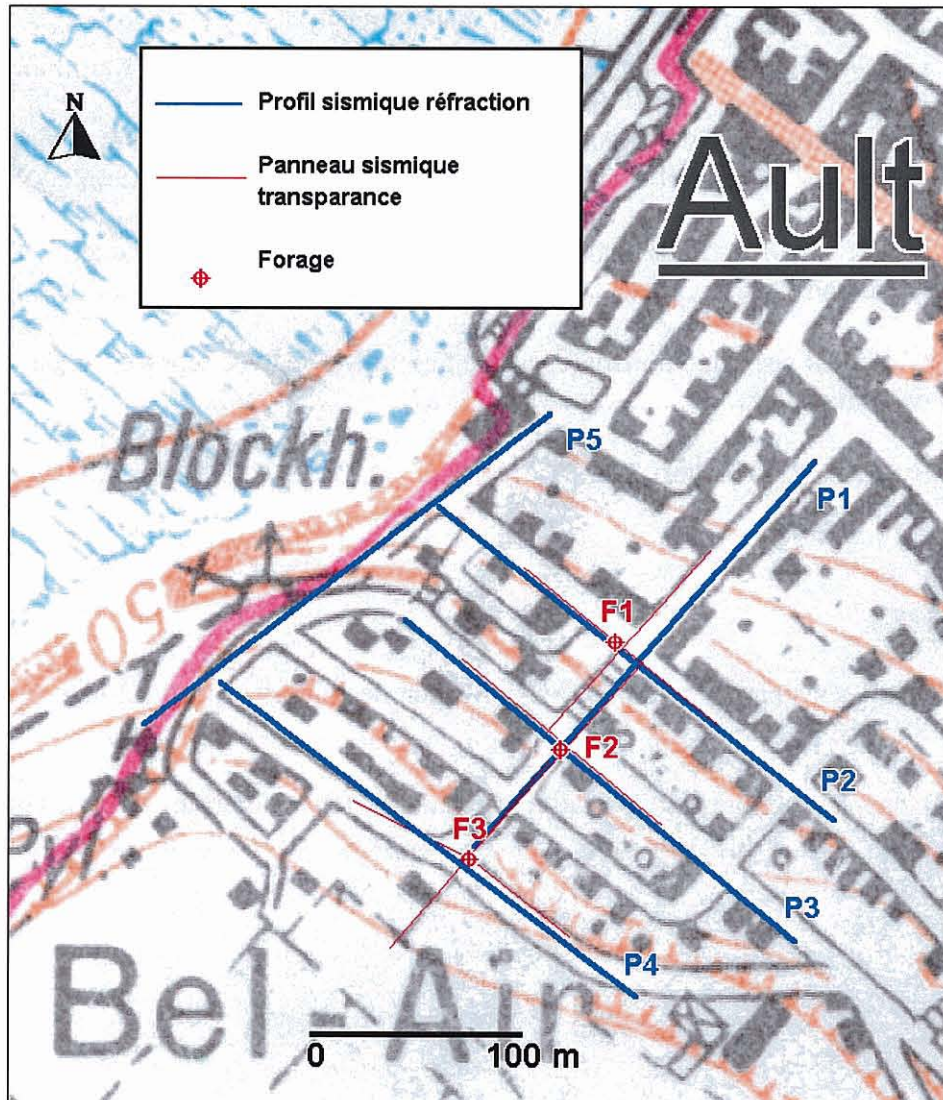 N
Profil sismique réfraction
Panneau sismique
transparance
Forage
Ault
Blockh.
P5
P1
50
F1
F2
P2
F3
P3
P4
Bel-Air
0
100 m